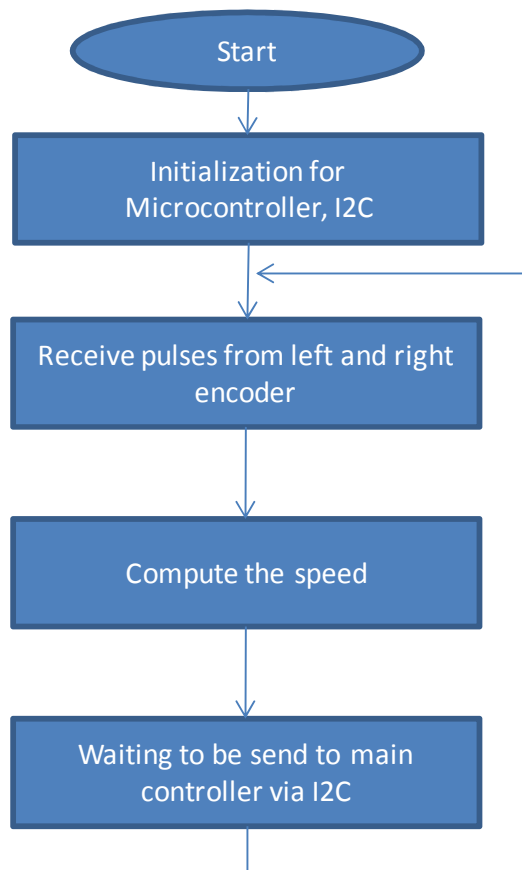 Start
Initialization for
Microcontroller, I2C
Receive pulses from left and right
encoder
Compute the speed
Waiting to be send to main
controller via I2C